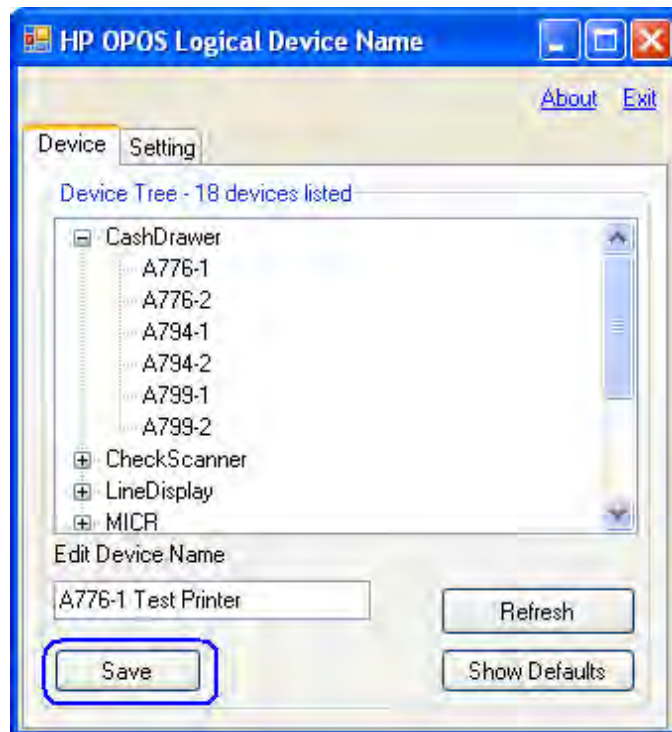 HP OPOS Logical Device Name
About Exit
Device Setting
Device Tree - 18 devices listed
CashDrawer
A776-1
A776-2
A794-1
A794-2
A799-1
A799-2
CheckScanner
LineDisplay
MICR
Edit Device Name
A776-1 Test Printer
Refresh
Save
Show Defaults